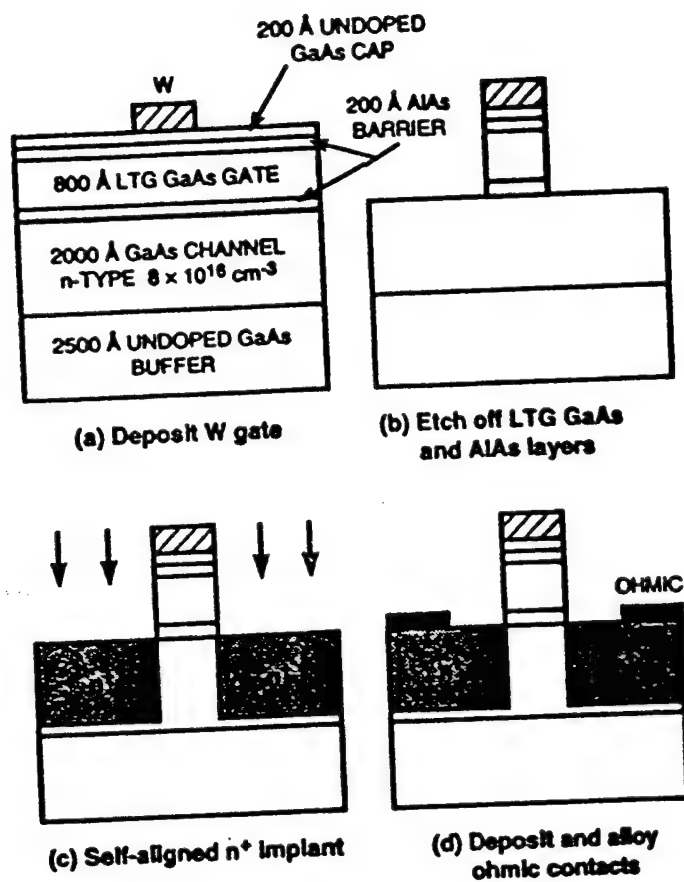 200 Å UNDOPED
GaAs CAP
W
200 Å AlAs
BARRIER
800 Å LTG GaAs GATE
2000 Å GaAs CHANNEL
n-TYPE 8 × 10¹⁶ cm⁻³
2500 Å UNDOPED GaAs
BUFFER
(a) Deposit W gate
(b) Etch off LTG GaAs
and AlAs layers
OHMIC
(c) Self-aligned n⁺ implant
(d) Deposit and alloy
ohmic contacts